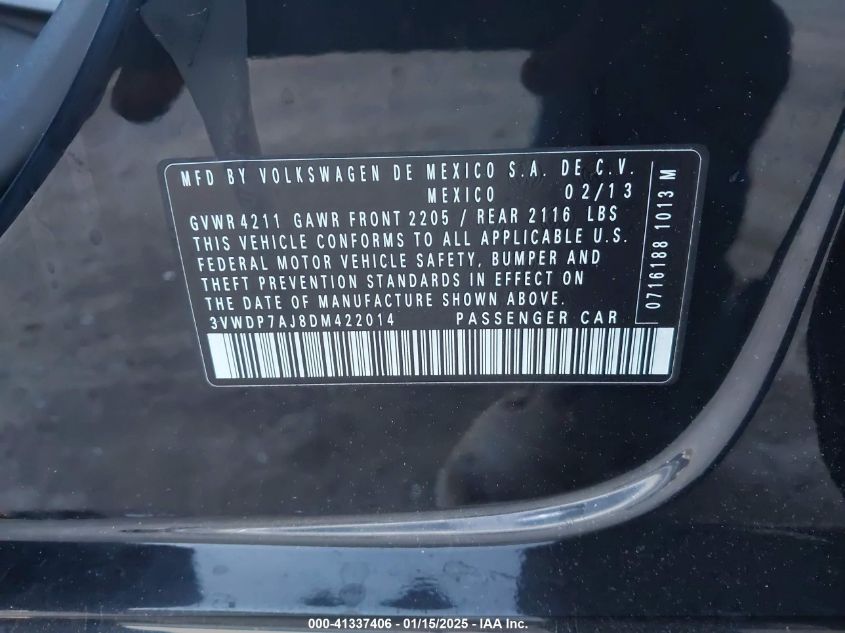 MFD BY VOLKSWAGEN DE MEXICO S.A. DE C.V.
MEXICO 02/13
GVWR 4211 GAWR FRONT 2205 / REAR 2116 LBS
THIS VEHICLE CONFORMS TO ALL APPLICABLE U.S.
FEDERAL MOTOR VEHICLE SAFETY, BUMPER AND
THEFT PREVENTION STANDARDS IN EFFECT ON
THE DATE OF MANUFACTURE SHOWN ABOVE.
3VWDP7AJ8DM422014 PASSENGER CAR
0716188 1013 M
000-41337406 - 01/15/2025 - IAA Inc.